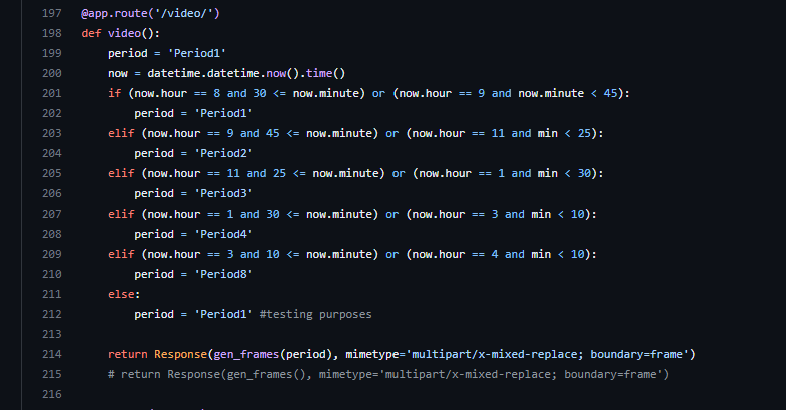 197 @app.route('/video/')
198 def video():
199 period = 'Period1'
200 now = datetime.datetime.now().time()
201 if (now.hour == 8 and 30 <= now.minute) or (now.hour == 9 and now.minute < 45):
202 period = 'Period1'
203 elif (now.hour == 9 and 45 <= now.minute) or (now.hour == 11 and min < 25):
204 period = 'Period2'
205 elif (now.hour == 11 and 25 <= now.minute) or (now.hour == 1 and min < 30):
206 period = 'Period3'
207 elif (now.hour == 1 and 30 <= now.minute) or (now.hour == 3 and min < 10):
208 period = 'Period4'
209 elif (now.hour == 3 and 10 <= now.minute) or (now.hour == 4 and min < 10):
210 period = 'Period8'
211 else:
212 period = 'Period1' #testing purposes
213
214 return Response(gen_frames(period), mimetype='multipart/x-mixed-replace; boundary=frame')
215 # return Response(gen_frames(), mimetype='multipart/x-mixed-replace; boundary=frame')
216